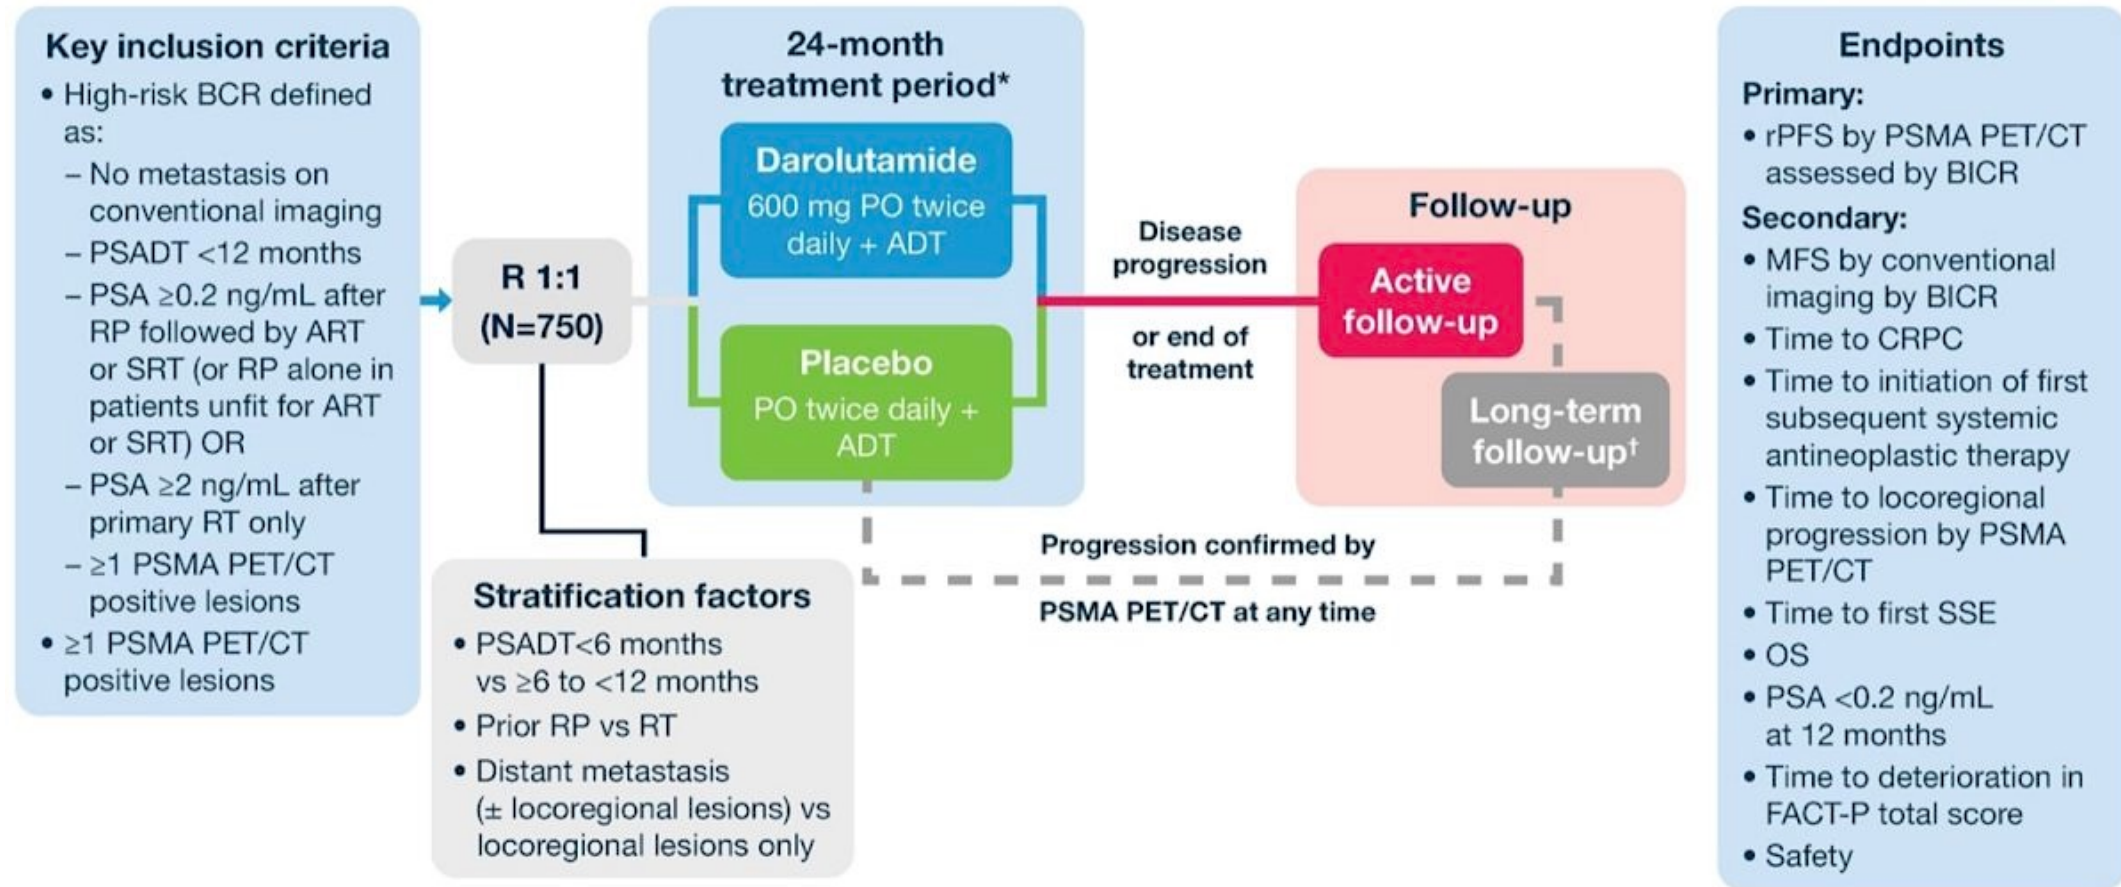 Key inclusion criteria
• High-risk BCR defined
as:
– No metastasis on
conventional imaging
– PSADT <12 months
– PSA ≥0.2 ng/mL after
RP followed by ART
or SRT (or RP alone in
patients unfit for ART
or SRT) OR
– PSA ≥2 ng/mL after
primary RT only
– ≥1 PSMA PET/CT
positive lesions
• ≥1 PSMA PET/CT
positive lesions
R 1:1
(N=750)
Stratification factors
• PSADT<6 months
vs ≥6 to <12 months
• Prior RP vs RT
• Distant metastasis
(± locoregional lesions) vs
locoregional lesions only
24-month
treatment period*
Darolutamide
600 mg PO twice
daily + ADT
Placebo
PO twice daily +
ADT
Disease
progression
or end of
treatment
Progression confirmed by
PSMA PET/CT at any time
Follow-up
Active
follow-up
Long-term
follow-up†
Endpoints
Primary:
• rPFS by PSMA PET/CT
assessed by BICR
Secondary:
• MFS by conventional
imaging by BICR
• Time to CRPC
• Time to initiation of first
subsequent systemic
antineoplastic therapy
• Time to locoregional
progression by PSMA
PET/CT
• Time to first SSE
• OS
• PSA <0.2 ng/mL
at 12 months
• Time to deterioration in
FACT-P total score
• Safety